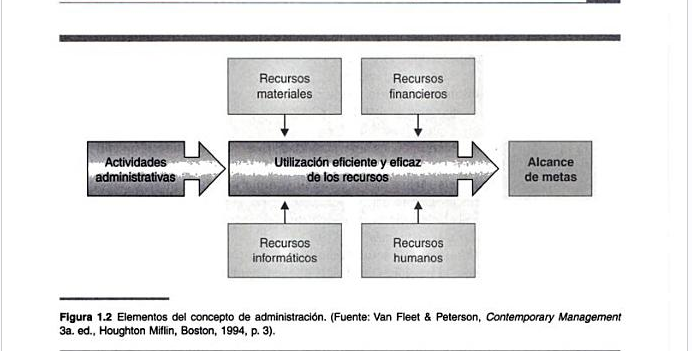 Recursos
materiales
Recursos
financieros
Actividades
administrativas
Utilización eficiente y eficaz
de los recursos
Alcance
de metas
Recursos
informáticos
Recursos
humanos
Figura 1.2 Elementos del concepto de administración. (Fuente: Van Fleet & Peterson, Contemporary Management
3a. ed., Houghton Miflin, Boston, 1994, p. 3).